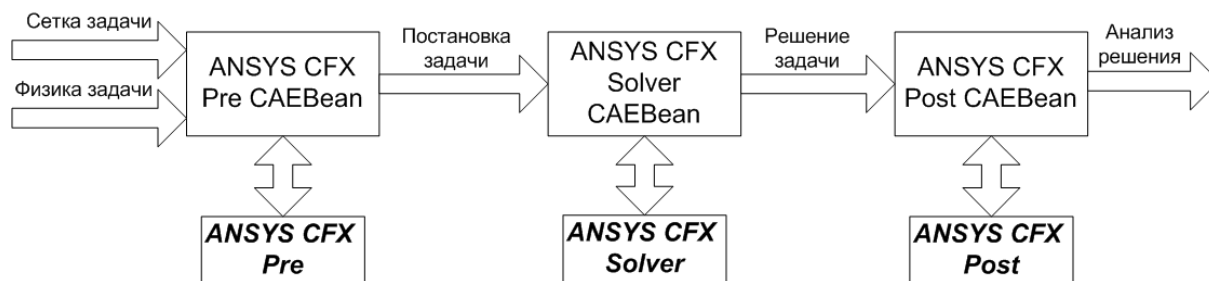 Сетка задачи
Физика задачи
ANSYS CFX
Pre CAEBean
Постановка
задачи
ANSYS CFX
Solver
CAEBean
Решение
задачи
ANSYS CFX
Post CAEBean
Анализ
решения
ANSYS CFX
Pre
ANSYS CFX
Solver
ANSYS CFX
Post